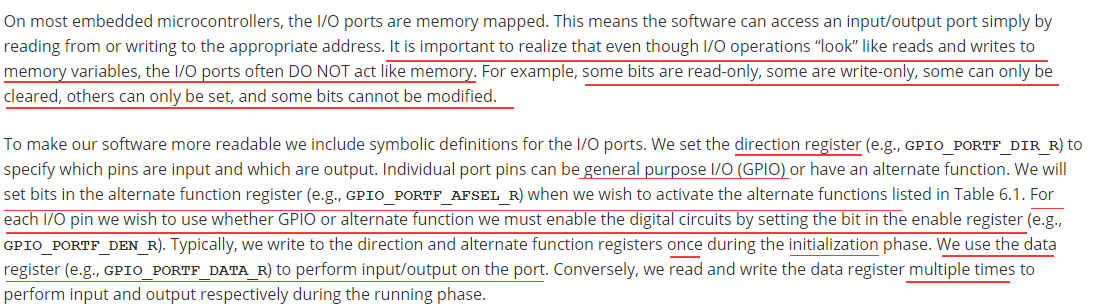 On most embedded microcontrollers, the I/O ports are memory mapped. This means the software can access an input/output port simply by
reading from or writing to the appropriate address. It is important to realize that even though I/O operations “look” like reads and writes to
memory variables, the I/O ports often DO NOT act like memory. For example, some bits are read-only, some are write-only, some can only be
cleared, others can only be set, and some bits cannot be modified.
To make our software more readable we include symbolic definitions for the I/O ports. We set the direction register (e.g., GPIO_PORTF_DIR_R) to
specify which pins are input and which are output. Individual port pins can be general purpose I/O (GPIO) or have an alternate function. We will
set bits in the alternate function register (e.g., GPIO_PORTF_AFSEL_R) when we wish to activate the alternate functions listed in Table 6.1. For
each I/O pin we wish to use whether GPIO or alternate function we must enable the digital circuits by setting the bit in the enable register (e.g.,
GPIO_PORTF_DEN_R). Typically, we write to the direction and alternate function registers once during the initialization phase. We use the data
register (e.g., GPIO_PORTF_DATA_R) to perform input/output on the port. Conversely, we read and write the data register multiple times to
perform input and output respectively during the running phase.